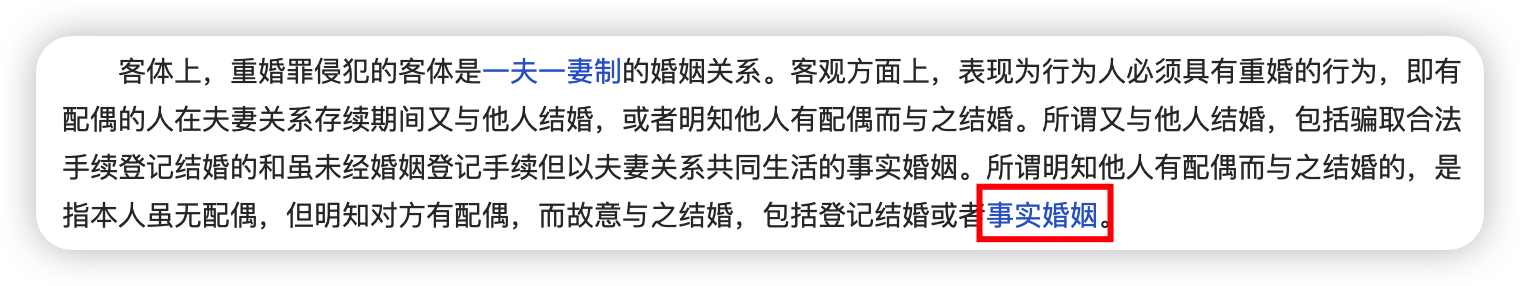 客体上，重婚罪侵犯的客体是一夫一妻制的婚姻关系。客观方面上，表现为行为人必须具有重婚的行为，即有
配偶的人在夫妻关系存续期间又与他人结婚，或者明知他人有配偶而与之结婚。所谓又与他人结婚，包括骗取合法
手续登记结婚的和虽未经婚姻登记手续但以夫妻关系共同生活的事实婚姻。所谓明知他人有配偶而与之结婚的，是
指本人虽无配偶，但明知对方有配偶，而故意与之结婚，包括登记结婚或者事实婚姻。